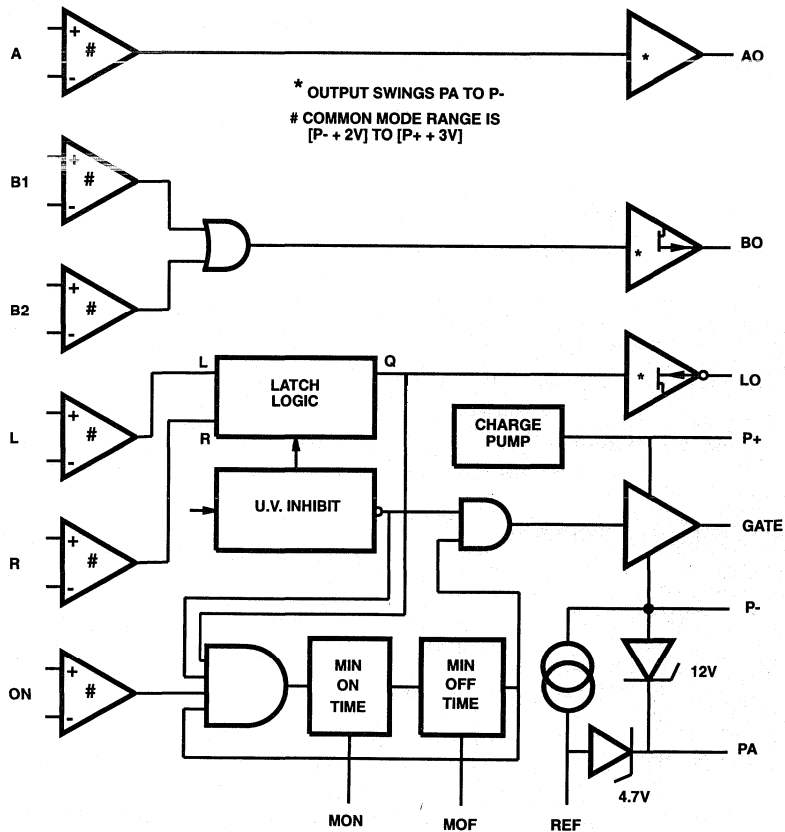 +
A
#
-
*
AO
* OUTPUT SWINGS PA TO P-
# COMMON MODE RANGE IS
[P- + 2V] TO [P+ + 3V]
+
B1
#
-
*
BO
+
B2
#
-
L
Q
*
LO
LATCH
LOGIC
R
+
L
#
-
CHARGE
PUMP
P+
U.V. INHIBIT
GATE
+
R
#
-
P-
+
ON
#
-
MIN
ON
TIME
MIN
OFF
TIME
12V
PA
4.7V
MON
MOF
REF